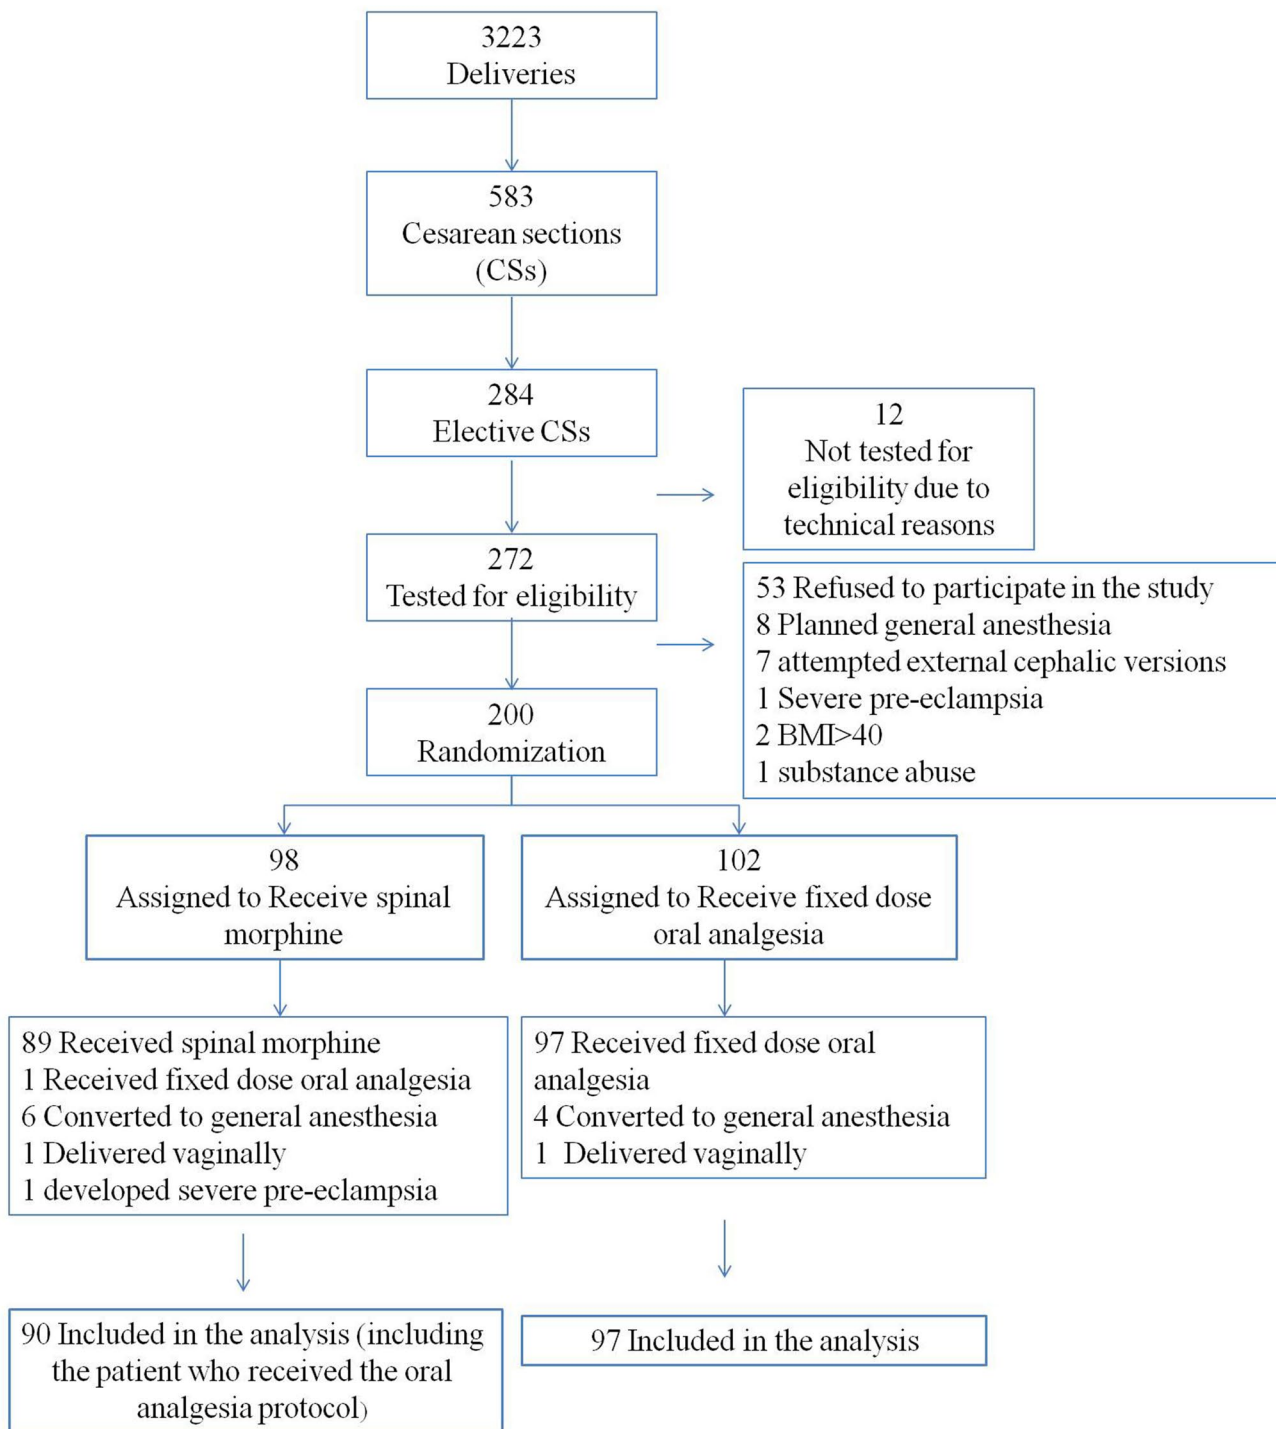 3223
Deliveries
583
Cesarean sections
(CSs)
284
Elective CSs
12
Not tested for
eligibility due to
technical reasons
272
Tested for eligibility
53 Refused to participate in the study
8 Planned general anesthesia
7 attempted external cephalic versions
1 Severe pre-eclampsia
2 BMI>40
1 substance abuse
200
Randomization
98
Assigned to Receive spinal
morphine
102
Assigned to Receive fixed dose
oral analgesia
89 Received spinal morphine
1 Received fixed dose oral analgesia
6 Converted to general anesthesia
1 Delivered vaginally
1 developed severe pre-eclampsia
97 Received fixed dose oral
analgesia
4 Converted to general anesthesia
1 Delivered vaginally
90 Included in the analysis (including
the patient who received the oral
analgesia protocol)
97 Included in the analysis